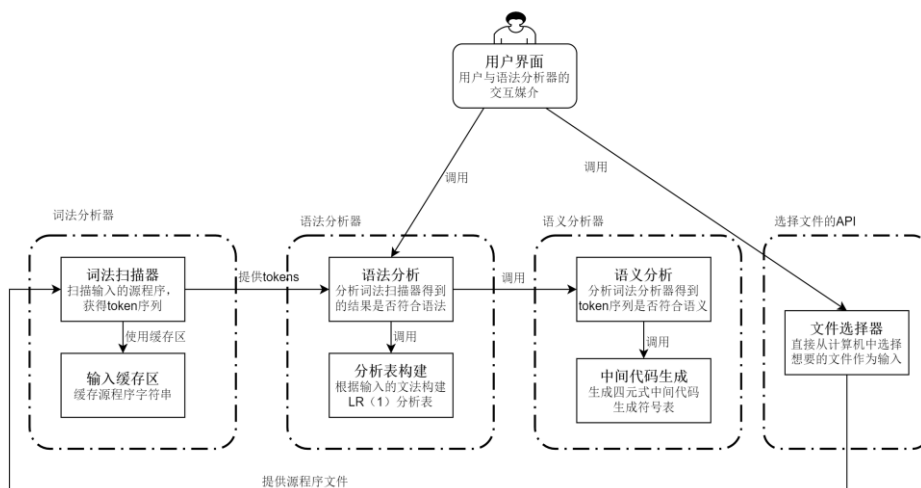 用户界面
用户与语法分析器的
交互媒介
调用
调用
词法分析器
语法分析器
语义分析器
选择文件的API
词法扫描器
扫描输入的源程序，
获得token序列
提供tokens
语法分析
分析词法扫描器得到
的结果是否符合语法
调用
语义分析
分析词法分析器得到
token序列是否符合语义
文件选择器
直接从计算机中选择
想要的文件作为输入
使用缓存区
调用
调用
输入缓存区
缓存源程序字符串
分析表构建
根据输入的文法构建
LR（1）分析表
中间代码生成
生成四元式中间代码
生成符号表
提供源程序文件